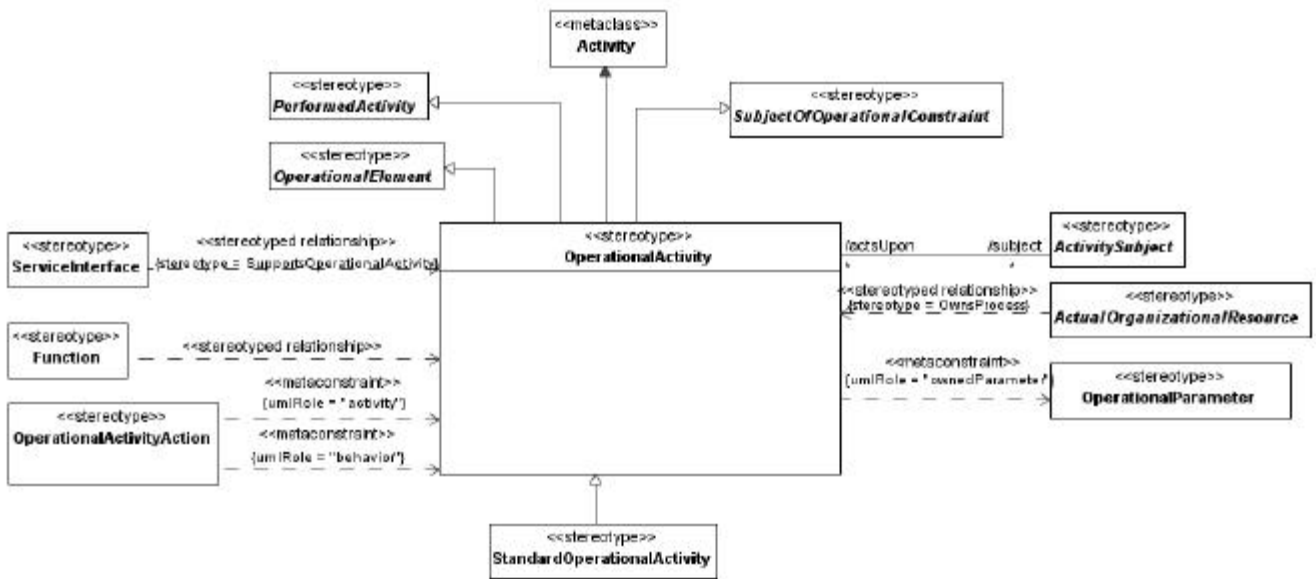 <<metaclass>>
Activity
<<stereotype>>
PerformedActivity
<<stereotype>>
SubjectOfOperationalConstraint
<<stereotype>>
OperationalElement
<<stereotype>>
OperationalActivity
<<stereotype>>
ServiceInterface
<<stereotyped relationship>>
{stereotype = SupportsOperationalActivity}
/actsUpon /subject
* *
<<stereotype>>
ActivitySubject
<<stereotyped relationship>>
{stereotype = OwnsProcess}
<<stereotype>>
ActualOrganizationalResource
<<stereotype>>
Function
<<stereotyped relationship>>
<<metaconstraint>>
{umlRole = "ownedParameter"}
<<stereotype>>
OperationalParameter
<<stereotype>>
OperationalActivityAction
<<metaconstraint>>
{umlRole = "activity"}
<<metaconstraint>>
{umlRole = "behavior"}
<<stereotype>>
StandardOperationalActivity